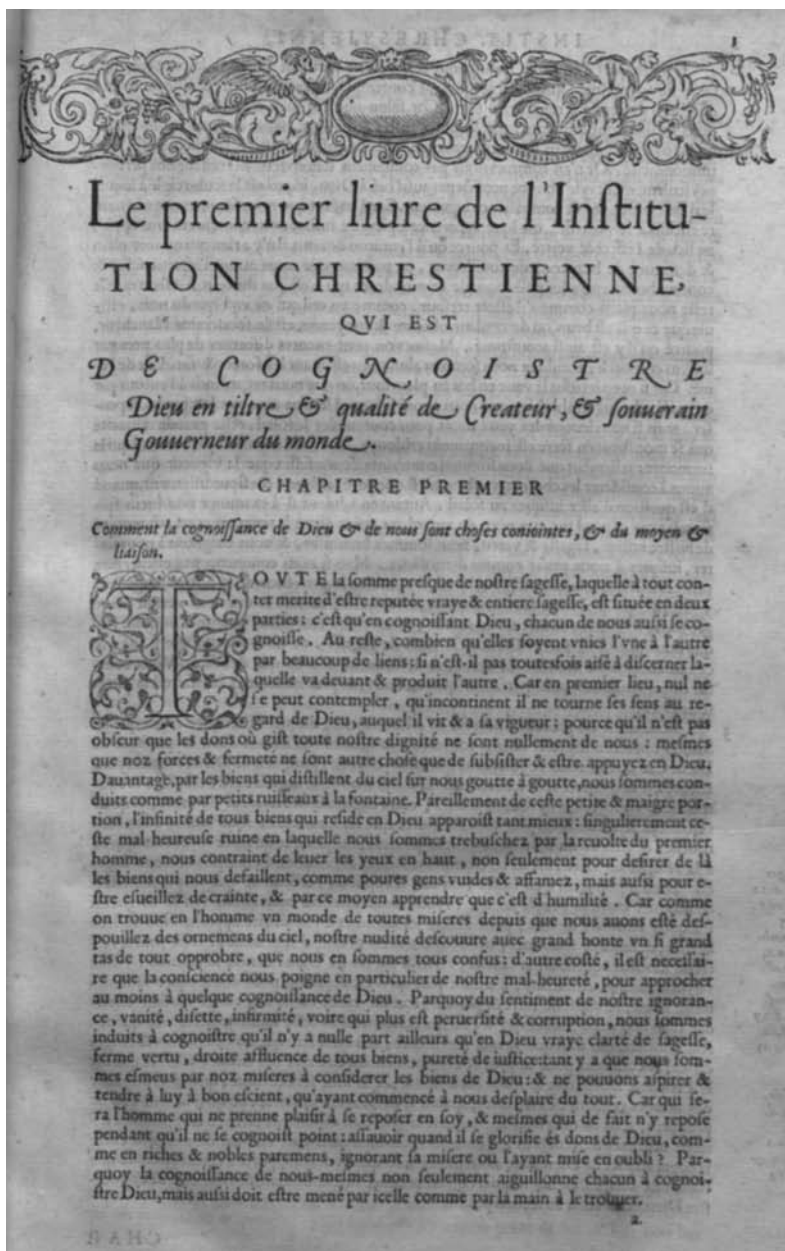 1
Le premier liure de l'Inſtitu-
TION CHRESTIENNE,
QVI EST
DE COGNOISTRE
Dieu en tiltre & qualité de Createur, & ſouuerain
Gouuerneur du monde.
CHAPITRE PREMIER
Comment la cognoiſſance de Dieu & de nous ſont choſes coniointes, & du moyen &
liaiſon.
TOVTE la ſomme preſque de noſtre ſageſſe, laquelle à tout con-
ter merite d'eſtre reputée vraye & entiere ſageſſe, eſt ſituée en deux
parties: c'eſt qu'en cognoiſſant Dieu, chacun de nous auſſi ſe co-
gnoiſſe. Au reſte, combien qu'elles ſoyent vnies l'vne à l'autre
par beaucoup de liens: ſi n'eſt-il pas toutesfois aiſé à diſcerner la-
quelle va deuant & produit l'autre. Car en premier lieu, nul ne
ſe peut contempler, qu'incontinent il ne tourne ſes ſens au re-
gard de Dieu, auquel il vit & a ſa vigueur: pource qu'il n'eſt pas
obſcur que les dons où giſt toute noſtre dignité ne ſont nullement de nous: meſmes
que noz forces & fermeté ne ſont autre choſe que de ſubſiſter & eſtre appuyez en Dieu.
Dauantage, par les biens qui diſtillent du ciel ſur nous goutte à goutte, nous ſommes con-
duits comme par petits ruiſſeaux à la fontaine. Pareillement de ceſte petite & maigre por-
tion, l'infinité de tous biens qui reſide en Dieu apparoiſt tant mieux: ſingulierement ce-
ſte mal-heureuſe ruine en laquelle nous ſommes trebuſchez par la reuolte du premier
homme, nous contraint de leuer les yeux en haut, non ſeulement pour deſirer de là
les biens qui nous defaillent, comme poures gens vuides & affamez, mais auſſi pour e-
ſtre eſueillez de crainte, & par ce moyen apprendre que c'eſt d'humilité. Car comme
on trouue en l'homme vn monde de toutes miſeres depuis que nous auons eſté deſ-
pouillez des ornemens du ciel, noſtre nudité deſcouure auec grand honte vn ſi grand
tas de tout opprobre, que nous en ſommes tous confus: d'autre coſté, il eſt neceſſai-
re que la conſcience nous poigne en particulier de noſtre mal-heureté, pour approcher
au moins à quelque cognoiſſance de Dieu. Parquoy du ſentiment de noſtre ignoran-
ce, vanité, diſette, infirmité, voire qui plus eſt peruerſité & corruption, nous ſommes
induits à cognoiſtre qu'il n'y a nulle part ailleurs qu'en Dieu vraye clarté de ſageſſe,
ferme vertu, droite affluence de tous biens, pureté de iuſtice: tant y a que nous ſom-
mes eſmeus par noz miſeres à conſiderer les biens de Dieu: & ne pouuons aſpirer &
tendre à luy à bon eſcient, qu'ayant commencé à nous deſplaire du tout. Car qui ſe-
ra l'homme qui ne prenne plaiſir à ſe repoſer en ſoy, & meſmes qui de fait n'y repoſe
pendant qu'il ne ſe cognoiſt point: aſſauoir quand il ſe glorifie és dons de Dieu, com-
me en riches & nobles paremens, ignorant ſa miſere ou l'ayant miſe en oubli? Par-
quoy la cognoiſſance de nous-meſmes non ſeulement aiguillonne chacun à cognoi-
ſtre Dieu, mais auſſi doit eſtre mené par icelle comme par la main à le trouuer.
2.